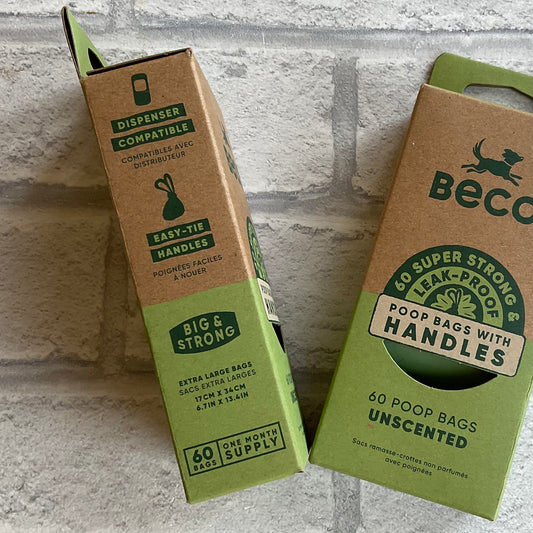 DISPENSER
COMPATIBLE
COMPATIBLES AVEC
DISTRIBUTEUR
EASY-TIE
HANDLES
POIGNÉES FACILES
À NOUER
BIG &
STRONG
EXTRA LARGE BAGS
SACS EXTRA LARGES
17CM X 34CM
6.7IN X 13.4IN
60
BAGS
ONE MONTH
SUPPLY
BECO
60 SUPER STRONG &
LEAK-PROOF
POOP BAGS WITH
HANDLES
60 POOP BAGS
UNSCENTED
Sacs ramasse-crottes non parfumés
avec poignées